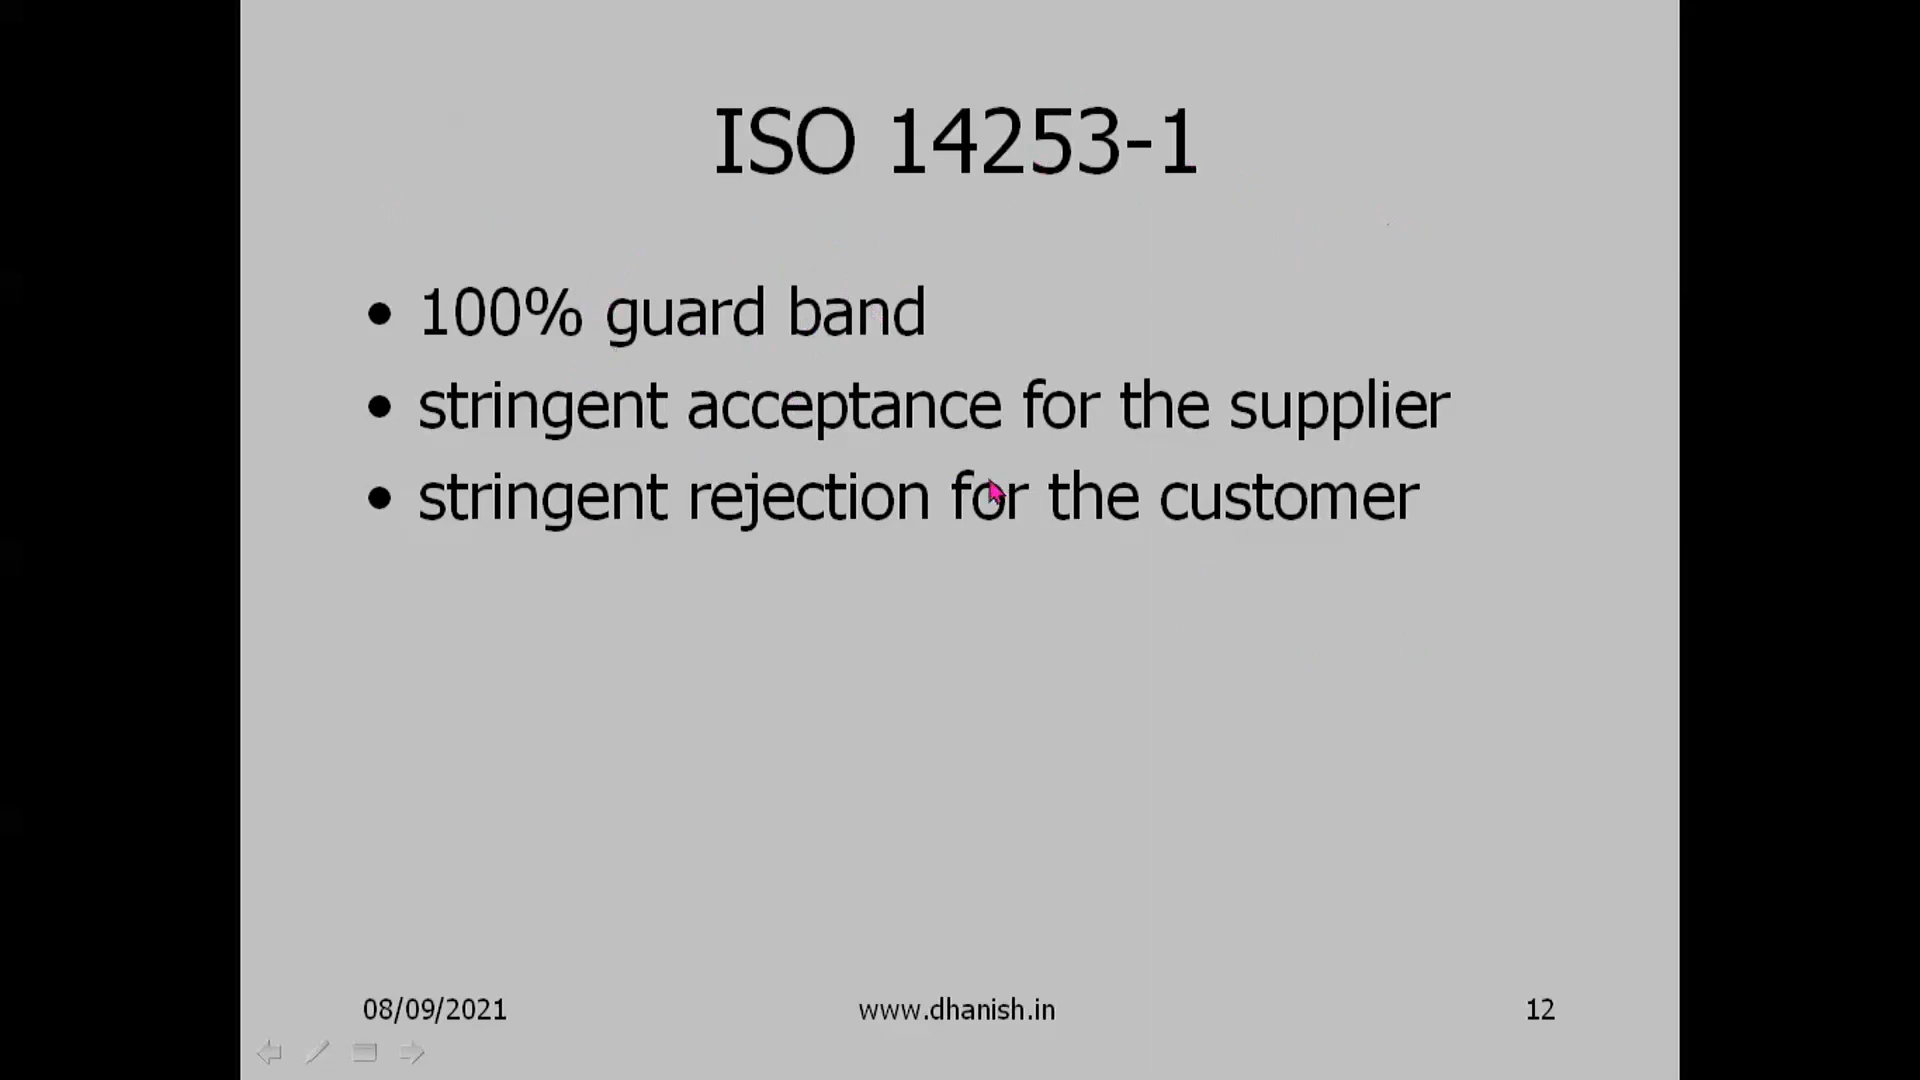 ISO 14253-1
• 100% guard band
• stringent acceptance for the supplier
• stringent rejection for the customer
08/09/2021 www.dhanish.in 12